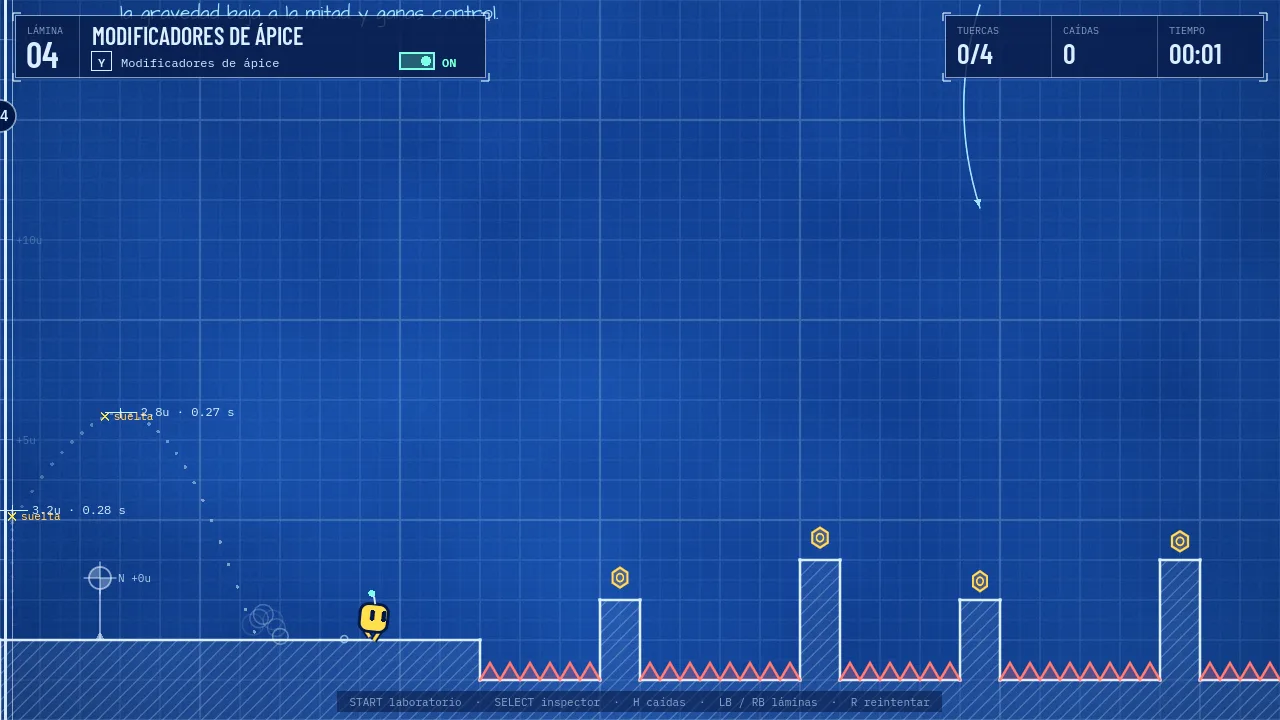 la gravedad baja a la mitad y ganas control.
LÁMINA
04
MODIFICADORES DE ÁPICE
Y Modificadores de ápice ON
TUERCAS
0/4
CAÍDAS
0
TIEMPO
00:01
4
+10u
2.8u · 0.27 s
suelta
+5u
3.2u · 0.28 s
suelta
N +0u
START laboratorio · SELECT inspector · H caídas · LB / RB láminas · R reintentar